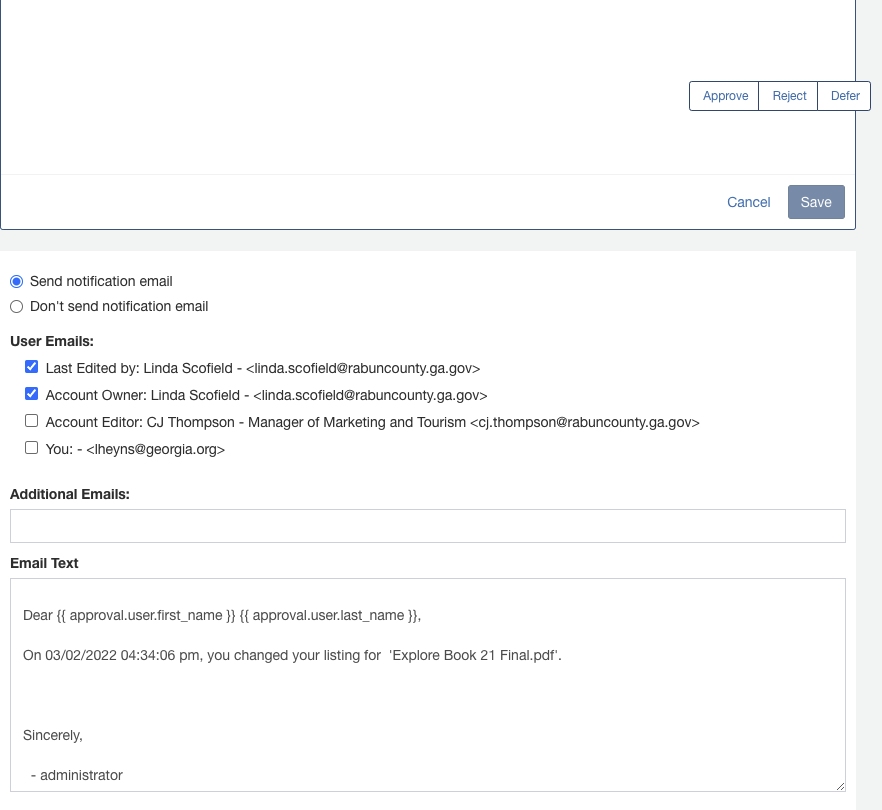 Approve Reject Defer
Cancel Save
Send notification email
Don't send notification email
User Emails:
Last Edited by: Linda Scofield - <linda.scofield@rabuncounty.ga.gov>
Account Owner: Linda Scofield - <linda.scofield@rabuncounty.ga.gov>
Account Editor: CJ Thompson - Manager of Marketing and Tourism <cj.thompson@rabuncounty.ga.gov>
You: - <lheyns@georgia.org>
Additional Emails:
Email Text
Dear {{ approval.user.first_name }} {{ approval.user.last_name }},
On 03/02/2022 04:34:06 pm, you changed your listing for  'Explore Book 21 Final.pdf'.
Sincerely,
- administrator